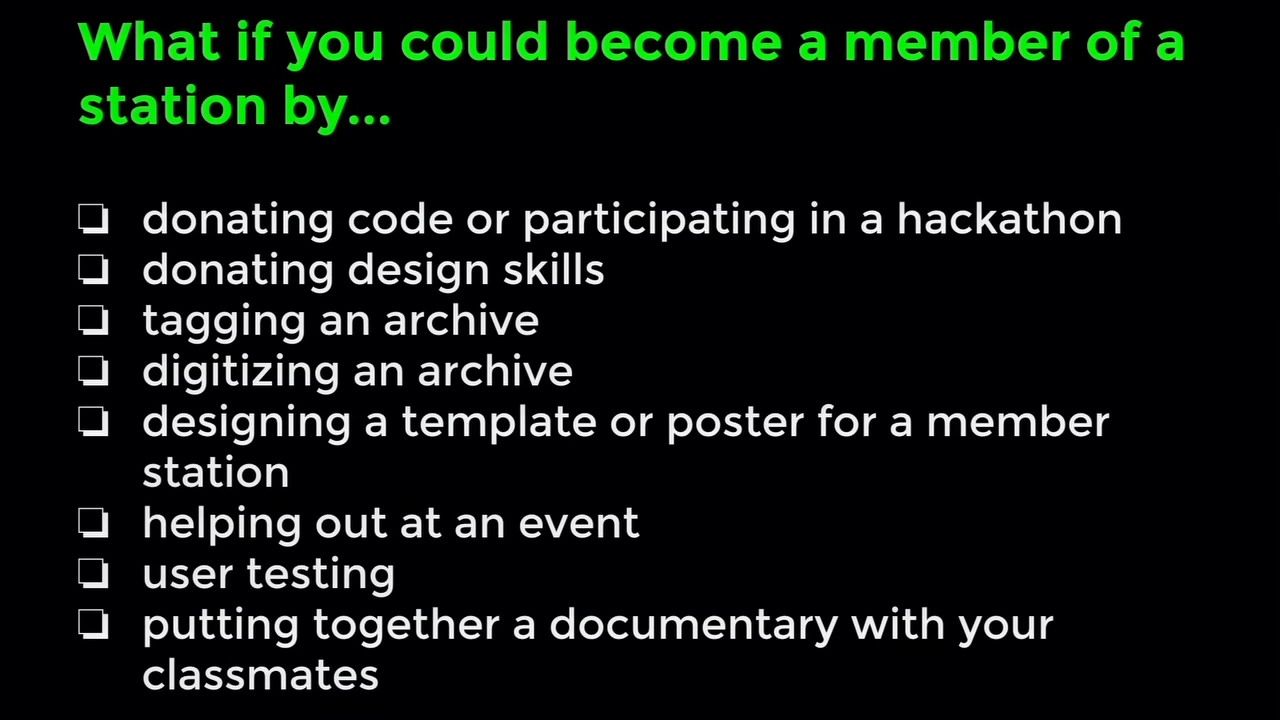 What if you could become a member of a
station by...
❏ donating code or participating in a hackathon
❏ donating design skills
❏ tagging an archive
❏ digitizing an archive
❏ designing a template or poster for a member
station
❏ helping out at an event
❏ user testing
❏ putting together a documentary with your
classmates